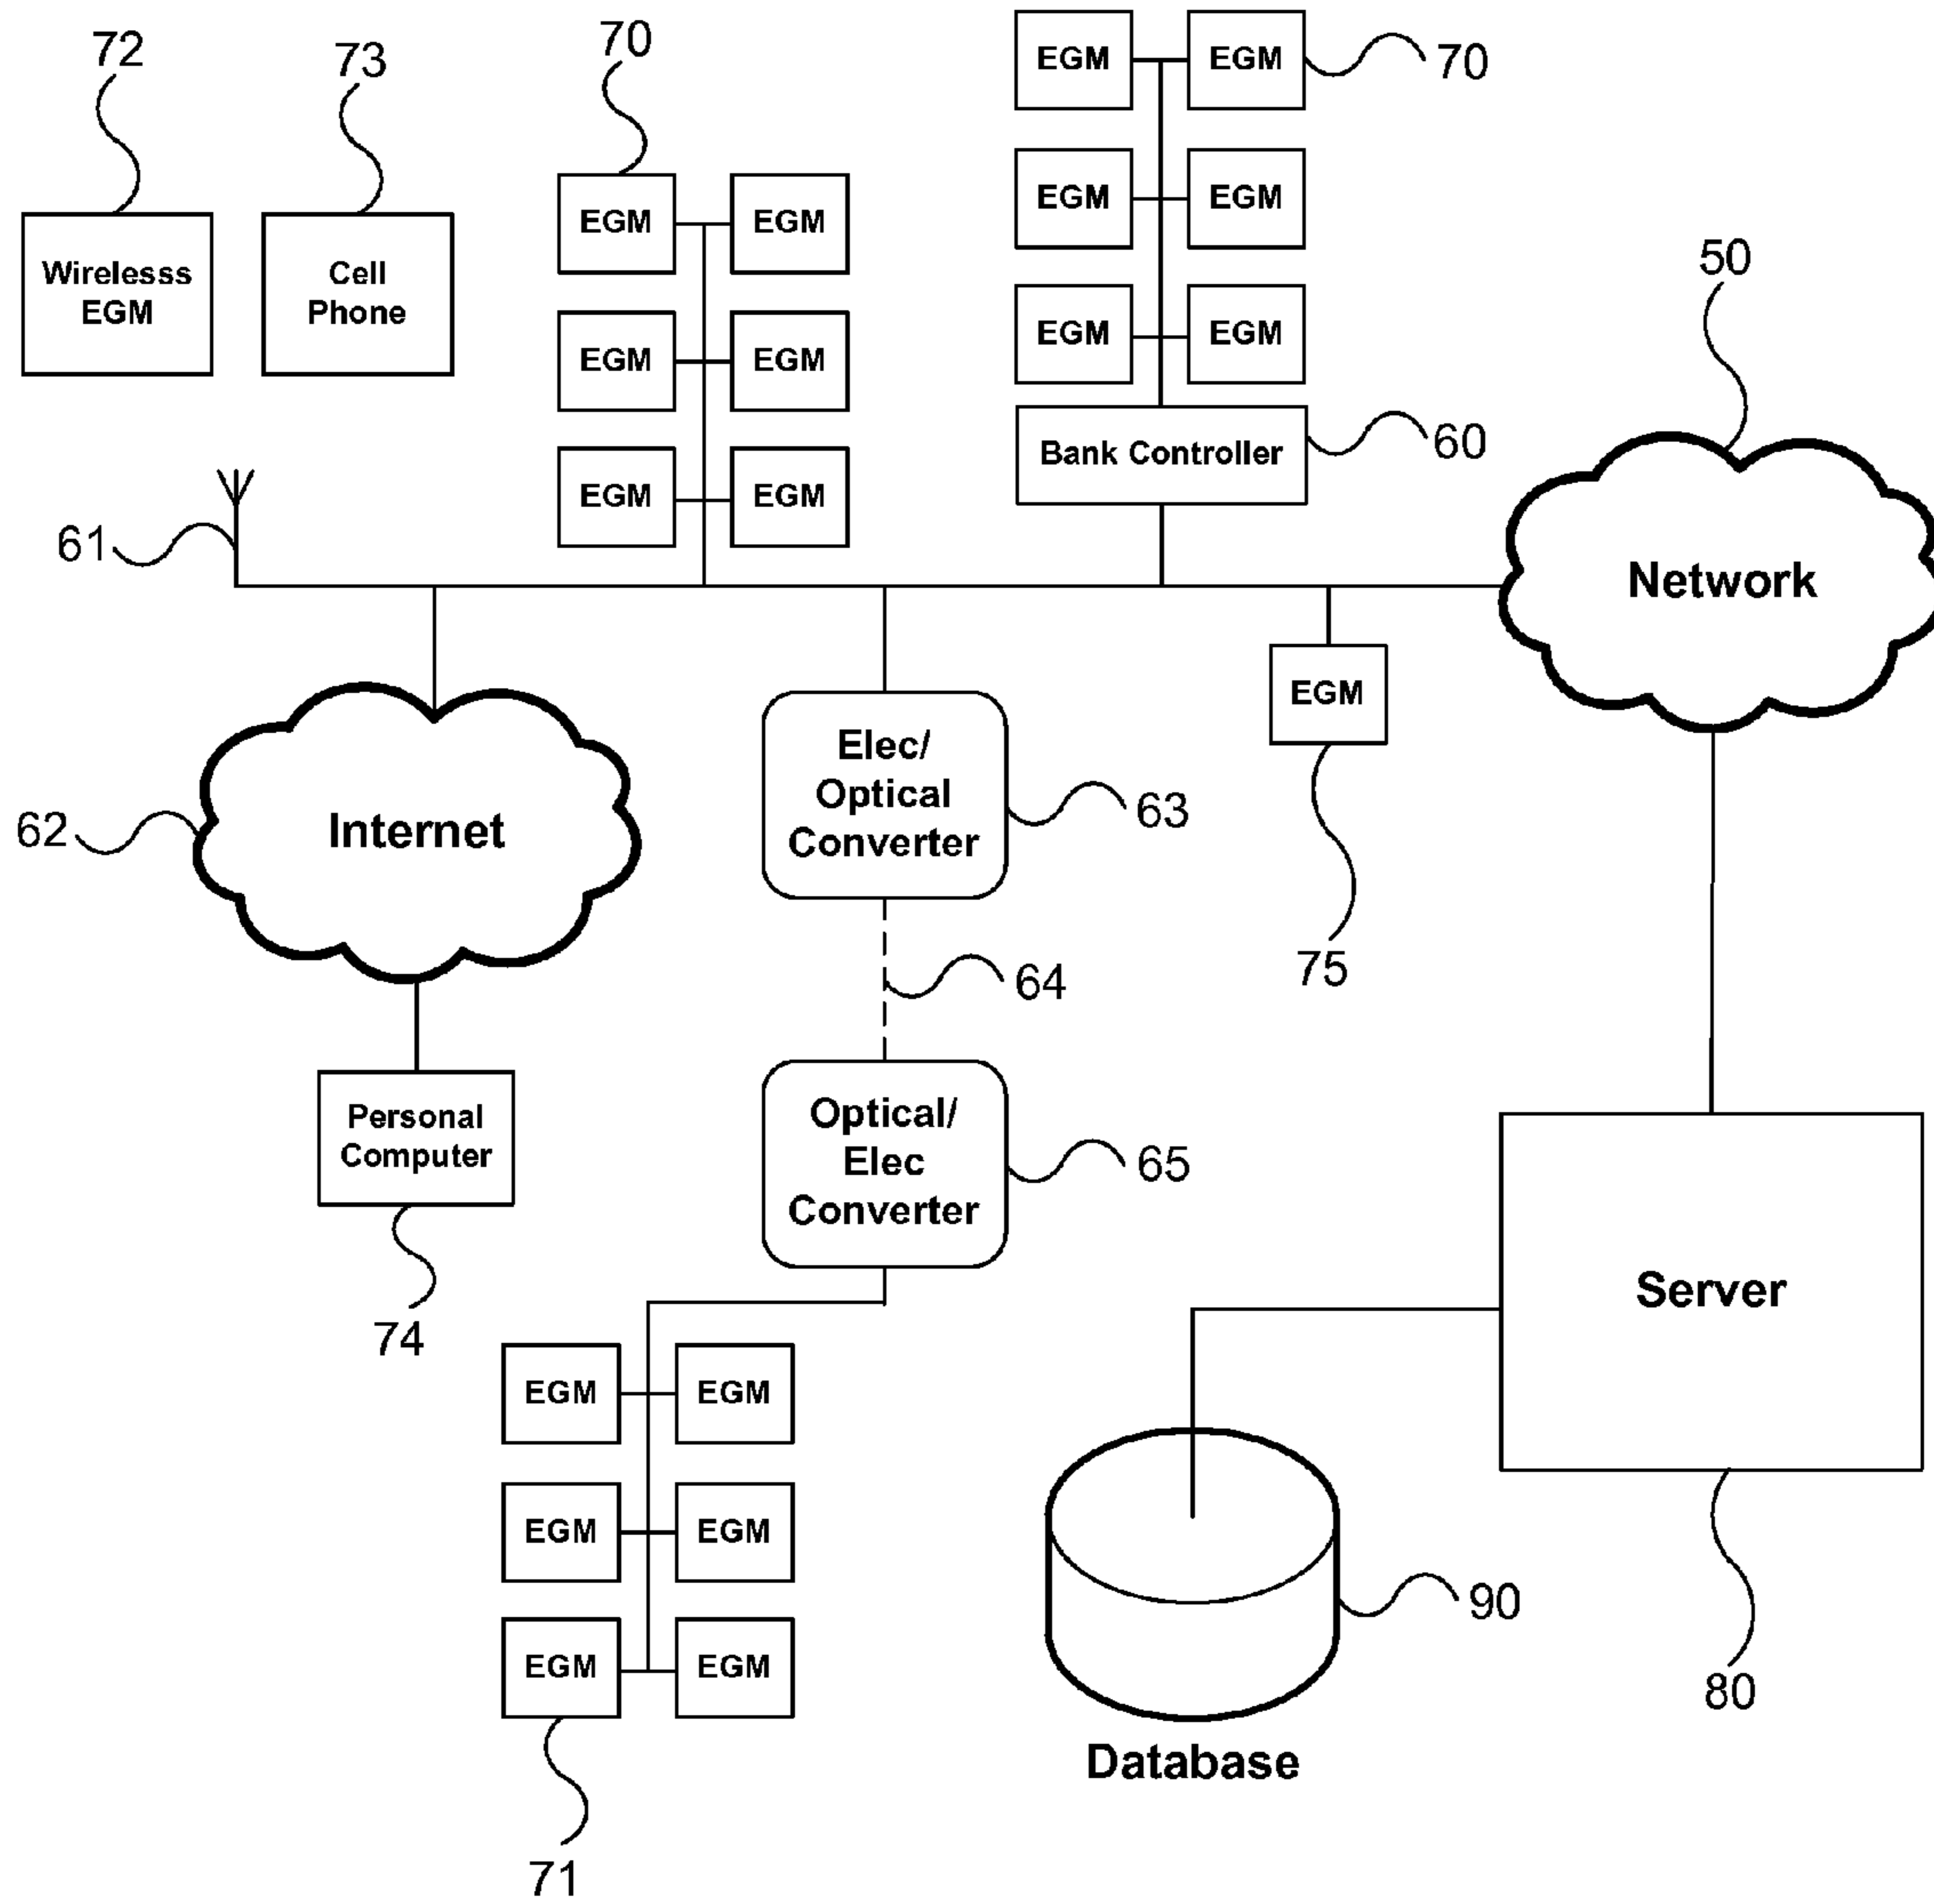 72
73
70
EGM EGM
70
Wirelesss
EGM
Cell
Phone
EGM EGM
EGM EGM
50
EGM EGM
EGM EGM
Bank Controller
60
EGM EGM
61
Network
EGM
75
62
Internet
Elec/
Optical
Converter
63
64
Personal
Computer
74
Optical/
Elec
Converter
65
Server
80
EGM EGM
EGM EGM
EGM EGM
71
90
Database